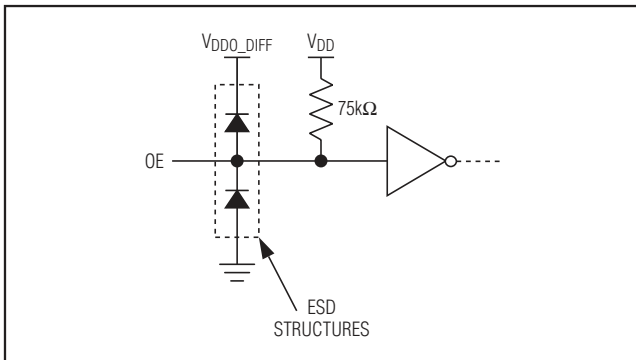 VDDO_DIFF
VDD
75kΩ
OE
ESD
STRUCTURES